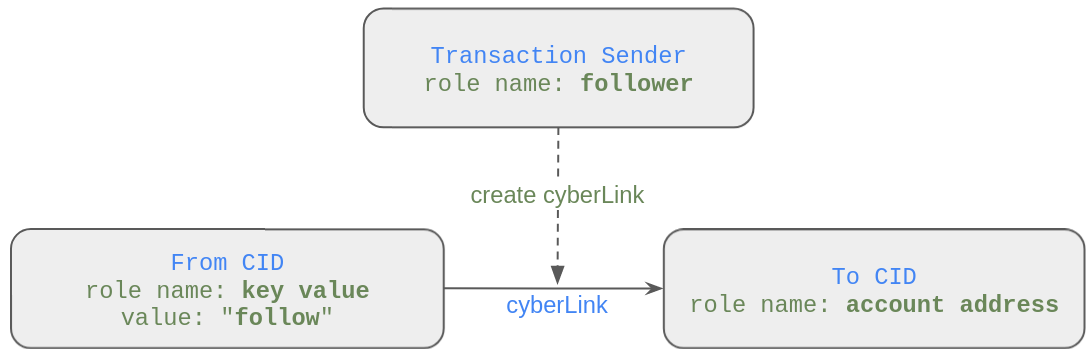 Transaction Sender
role name: follower
create cyberLink
From CID
role name: key value
value: "follow"
cyberLink
To CID
role name: account address